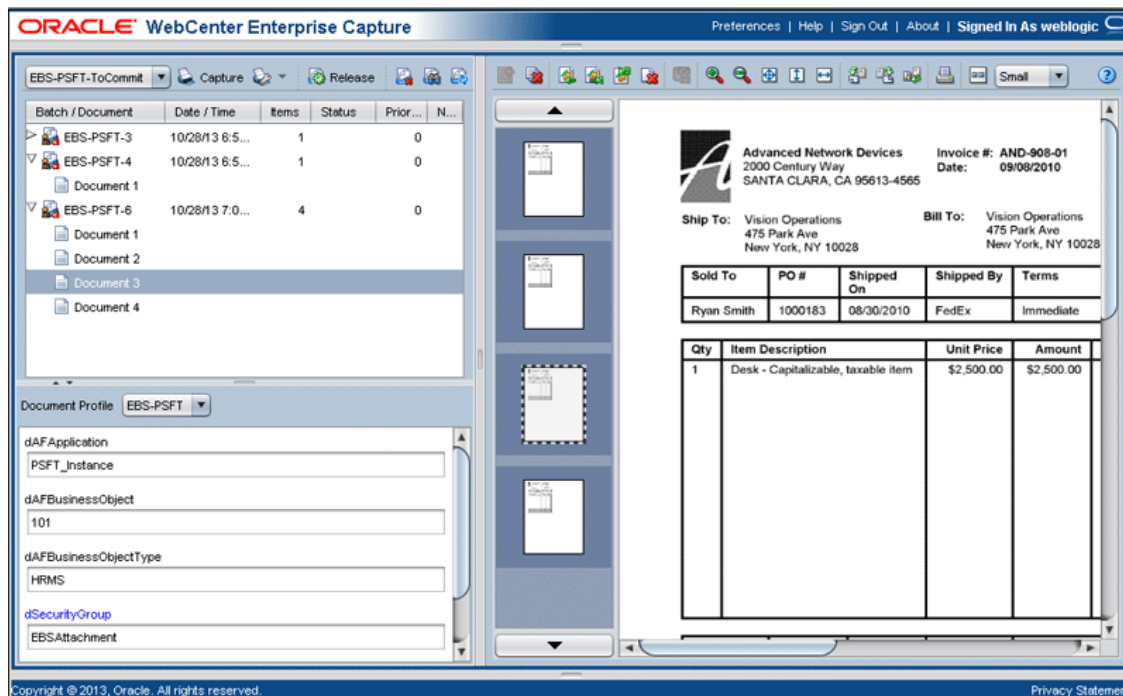 ORACLE WebCenter Enterprise Capture
Preferences | Help | Sign Out | About | Signed In As weblogic
EBS-PSFT-ToCommit Capture Release
Small
Batch / Document Date / Time Items Status Prior... N...
EBS-PSFT-3 10/28/13 6:5... 1 0
EBS-PSFT-4 10/28/13 6:5... 1 0
Document 1
EBS-PSFT-6 10/28/13 7:0... 4 0
Document 1
Document 2
Document 3
Document 4
Document Profile EBS-PSFT
dAFApplication
PSFT_Instance
dAFBusinessObject
101
dAFBusinessObjectType
HRMS
dSecurityGroup
EBSAttachment
Advanced Network Devices
2000 Century Way
SANTA CLARA, CA 95613-4565
Invoice #: AND-908-01
Date: 09/08/2010
Ship To: Vision Operations
475 Park Ave
New York, NY 10028
Bill To: Vision Operations
475 Park Ave
New York, NY 10028
Sold To PO # Shipped On Shipped By Terms
Ryan Smith 1000183 08/30/2010 FedEx Immediate
Qty Item Description Unit Price Amount
1 Desk - Capitalizable, taxable item $2,500.00 $2,500.00
Copyright © 2013, Oracle. All rights reserved.
Privacy Stateme